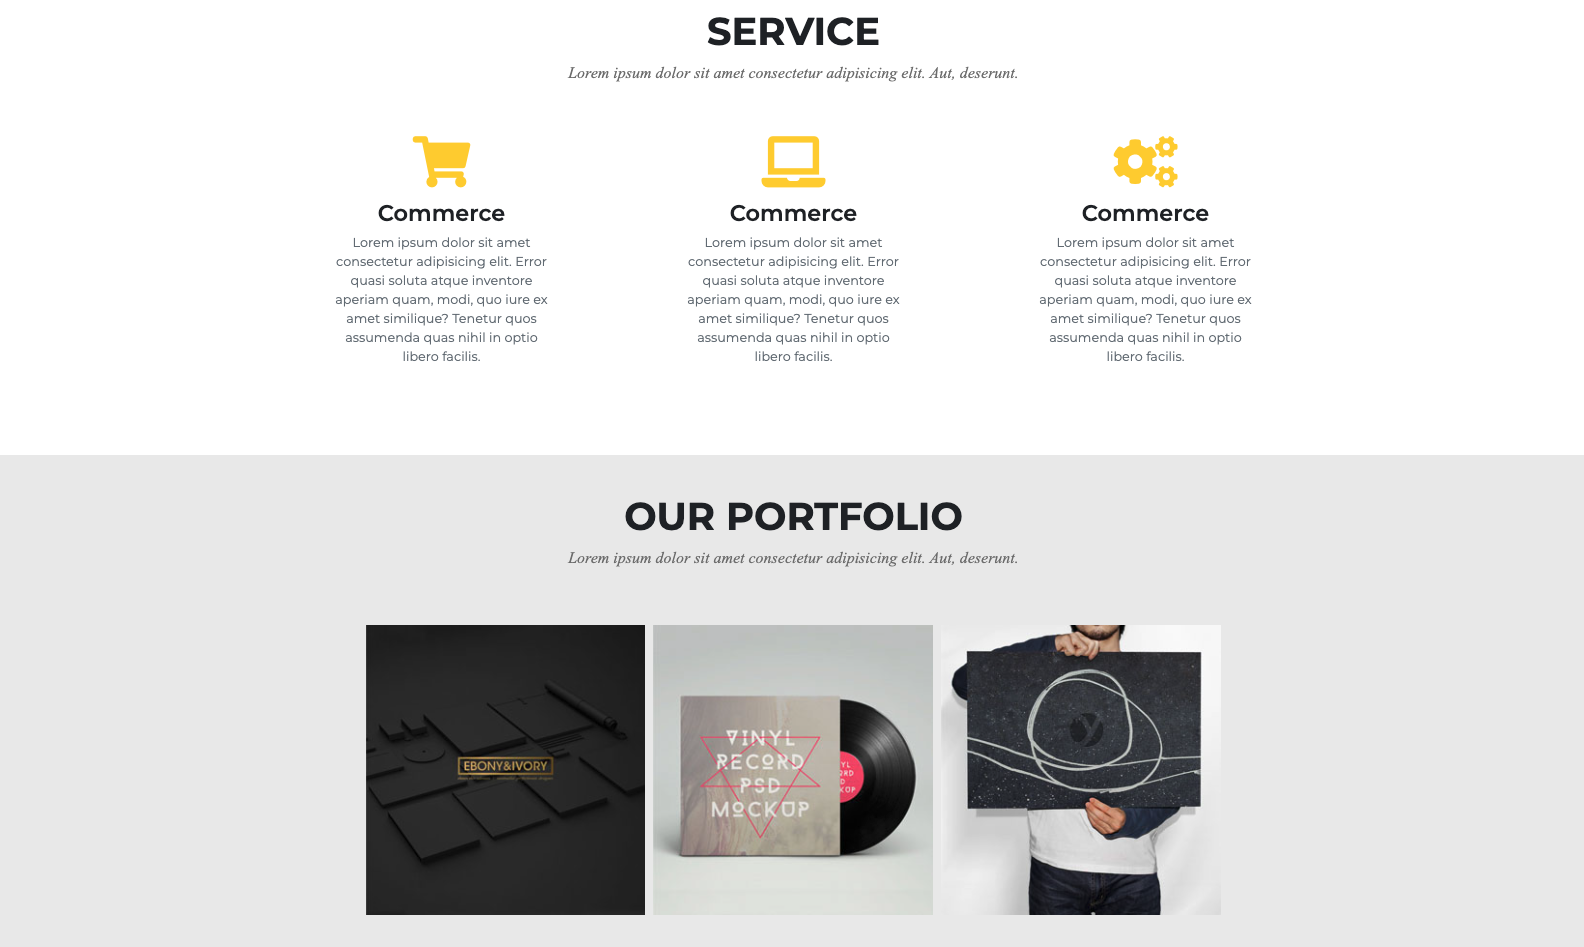 SERVICE
Lorem ipsum dolor sit amet consectetur adipisicing elit. Aut, deserunt.
Commerce
Lorem ipsum dolor sit amet
consectetur adipisicing elit. Error
quasi soluta atque inventore
aperiam quam, modi, quo iure ex
amet similique? Tenetur quos
assumenda quas nihil in optio
libero facilis.
Commerce
Lorem ipsum dolor sit amet
consectetur adipisicing elit. Error
quasi soluta atque inventore
aperiam quam, modi, quo iure ex
amet similique? Tenetur quos
assumenda quas nihil in optio
libero facilis.
Commerce
Lorem ipsum dolor sit amet
consectetur adipisicing elit. Error
quasi soluta atque inventore
aperiam quam, modi, quo iure ex
amet similique? Tenetur quos
assumenda quas nihil in optio
libero facilis.
OUR PORTFOLIO
Lorem ipsum dolor sit amet consectetur adipisicing elit. Aut, deserunt.
EBONY&IVORY
VINYL
RECORD
PSD
MOCKUP
YL
ORD
D
KUP